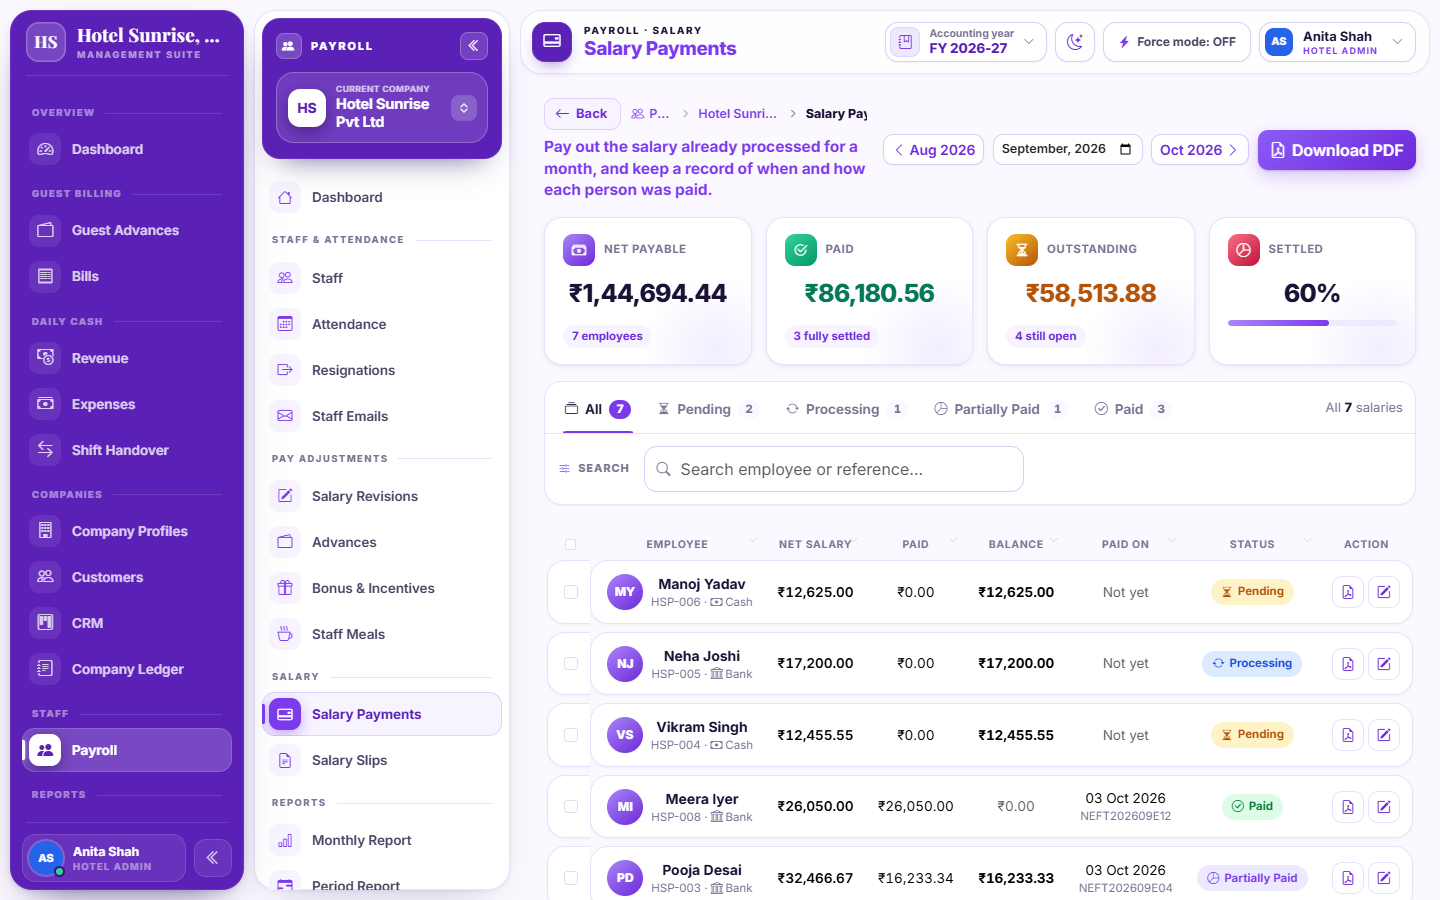 HS
Hotel Sunrise, ...
MANAGEMENT SUITE
OVERVIEW
Dashboard
GUEST BILLING
Guest Advances
Bills
DAILY CASH
Revenue
Expenses
Shift Handover
COMPANIES
Company Profiles
Customers
CRM
Company Ledger
STAFF
Payroll
REPORTS
AS
Anita Shah
HOTEL ADMIN
PAYROLL
HS
CURRENT COMPANY
Hotel Sunrise
Pvt Ltd
Dashboard
STAFF & ATTENDANCE
Staff
Attendance
Resignations
Staff Emails
PAY ADJUSTMENTS
Salary Revisions
Advances
Bonus & Incentives
Staff Meals
SALARY
Salary Payments
Salary Slips
REPORTS
Monthly Report
Period Report
PAYROLL · SALARY
Salary Payments
Accounting year
FY 2026-27
Force mode: OFF
AS
Anita Shah
HOTEL ADMIN
Back
P...
Hotel Sunri...
Salary Pay
Pay out the salary already processed for a
month, and keep a record of when and how
each person was paid.
Aug 2026
September, 2026
Oct 2026
Download PDF
NET PAYABLE
₹1,44,694.44
7 employees
PAID
₹86,180.56
3 fully settled
OUTSTANDING
₹58,513.88
4 still open
SETTLED
60%
All 7
Pending 2
Processing 1
Partially Paid 1
Paid 3
All 7 salaries
SEARCH
Search employee or reference...
EMPLOYEE NET SALARY PAID BALANCE PAID ON STATUS ACTION
MY Manoj Yadav ₹12,625.00 ₹0.00 ₹12,625.00 Not yet Pending
HSP-006 · Cash
NJ Neha Joshi ₹17,200.00 ₹0.00 ₹17,200.00 Not yet Processing
HSP-005 · Bank
VS Vikram Singh ₹12,455.55 ₹0.00 ₹12,455.55 Not yet Pending
HSP-004 · Cash
MI Meera Iyer ₹26,050.00 ₹26,050.00 ₹0.00 03 Oct 2026 Paid
HSP-008 · Bank NEFT202609E12
PD Pooja Desai ₹32,466.67 ₹16,233.34 ₹16,233.33 03 Oct 2026 Partially Paid
HSP-003 · Bank NEFT202609E04